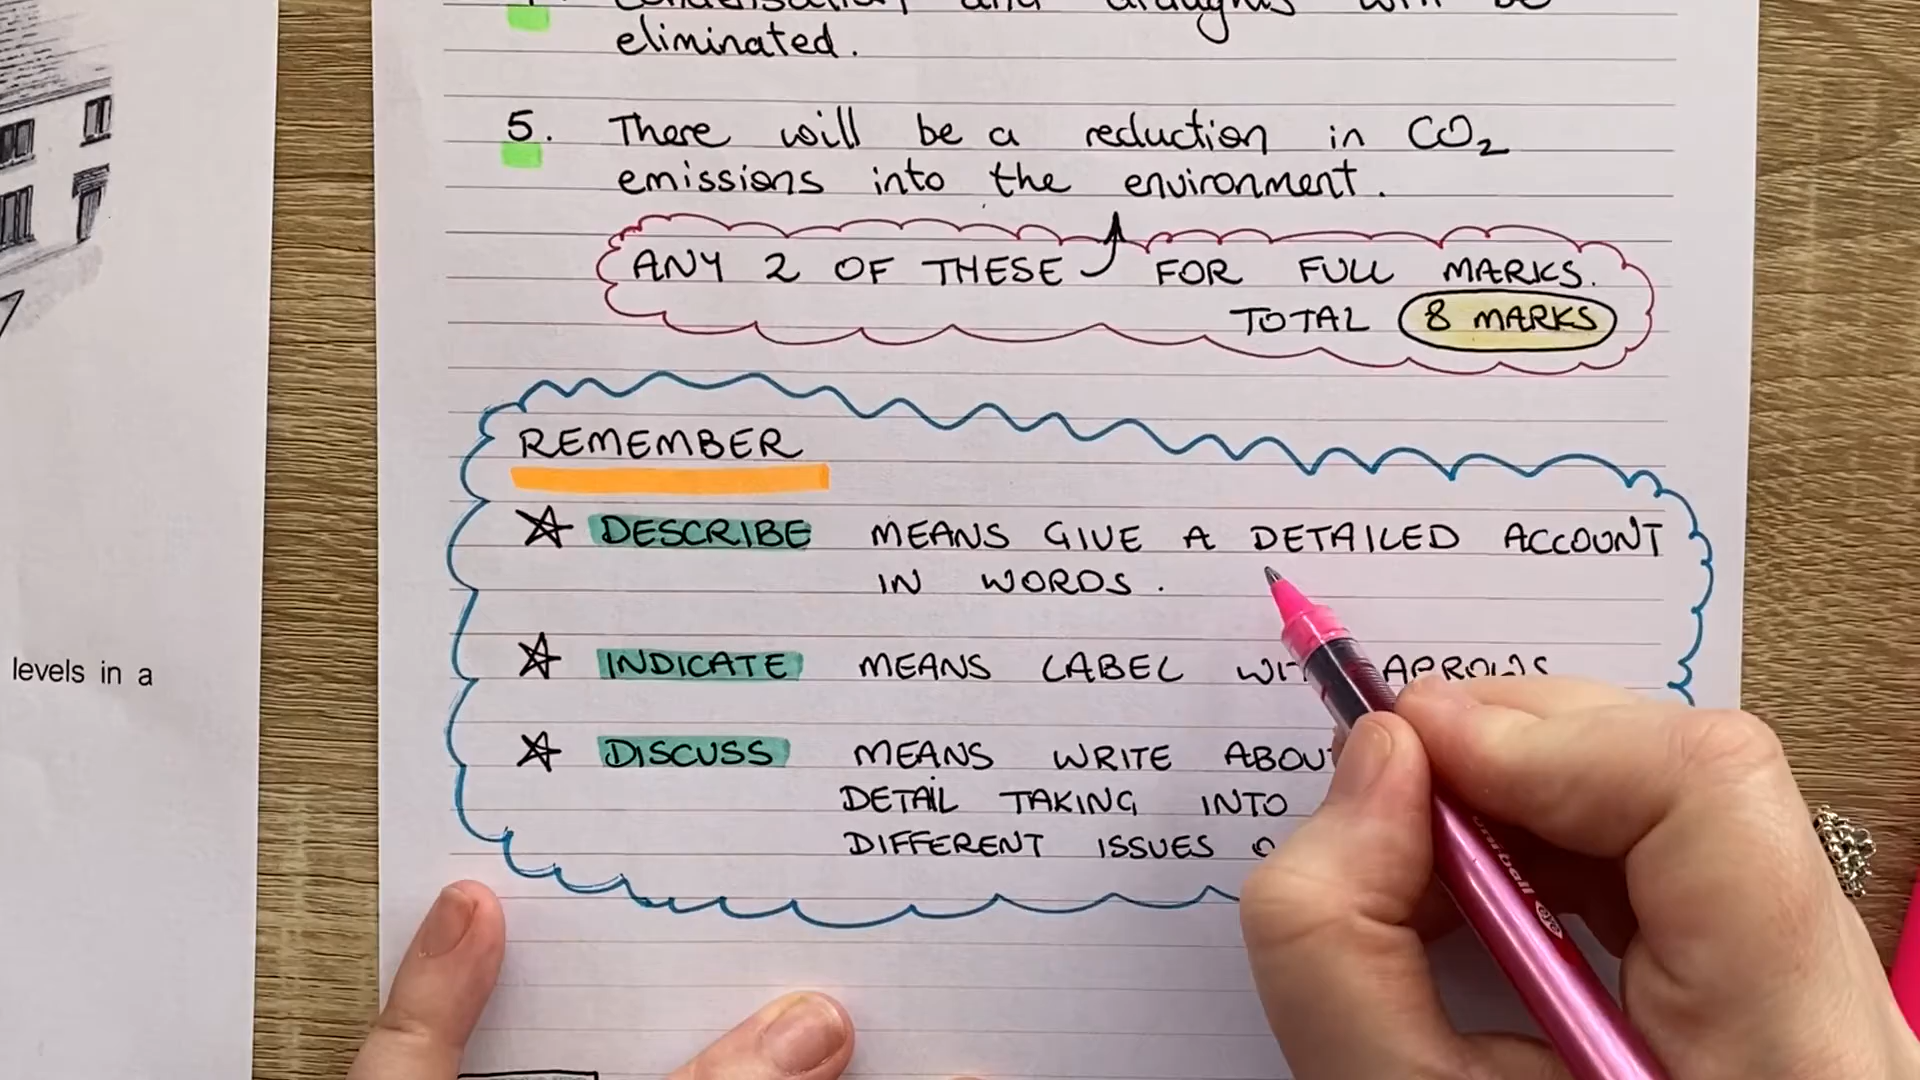 eliminated.
5. There will be a reduction in CO₂
emissions into the environment.
ANY 2 OF THESE FOR FULL MARKS.
TOTAL 8 MARKS
REMEMBER
☆ DESCRIBE MEANS GIVE A DETAILED ACCOUNT
IN WORDS.
levels in a
☆ INDICATE MEANS LABEL ARROWS
☆ DISCUSS MEANS WRITE
DETAIL TAKING INTO
DIFFERENT ISSUES
uniball